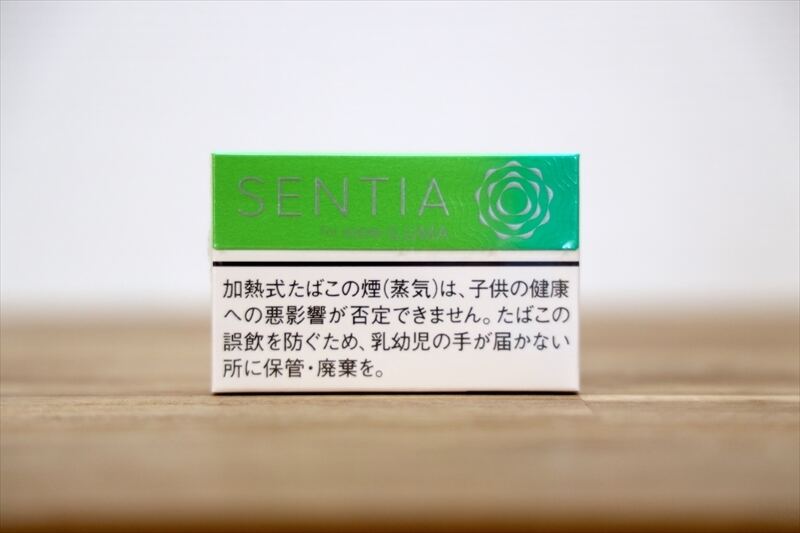 SENTIA
加熱式たばこの煙(蒸気)は、子供の健康
への悪影響が否定できません。たばこの
誤飲を防ぐため、乳幼児の手が届かない
所に保管・廃棄を。